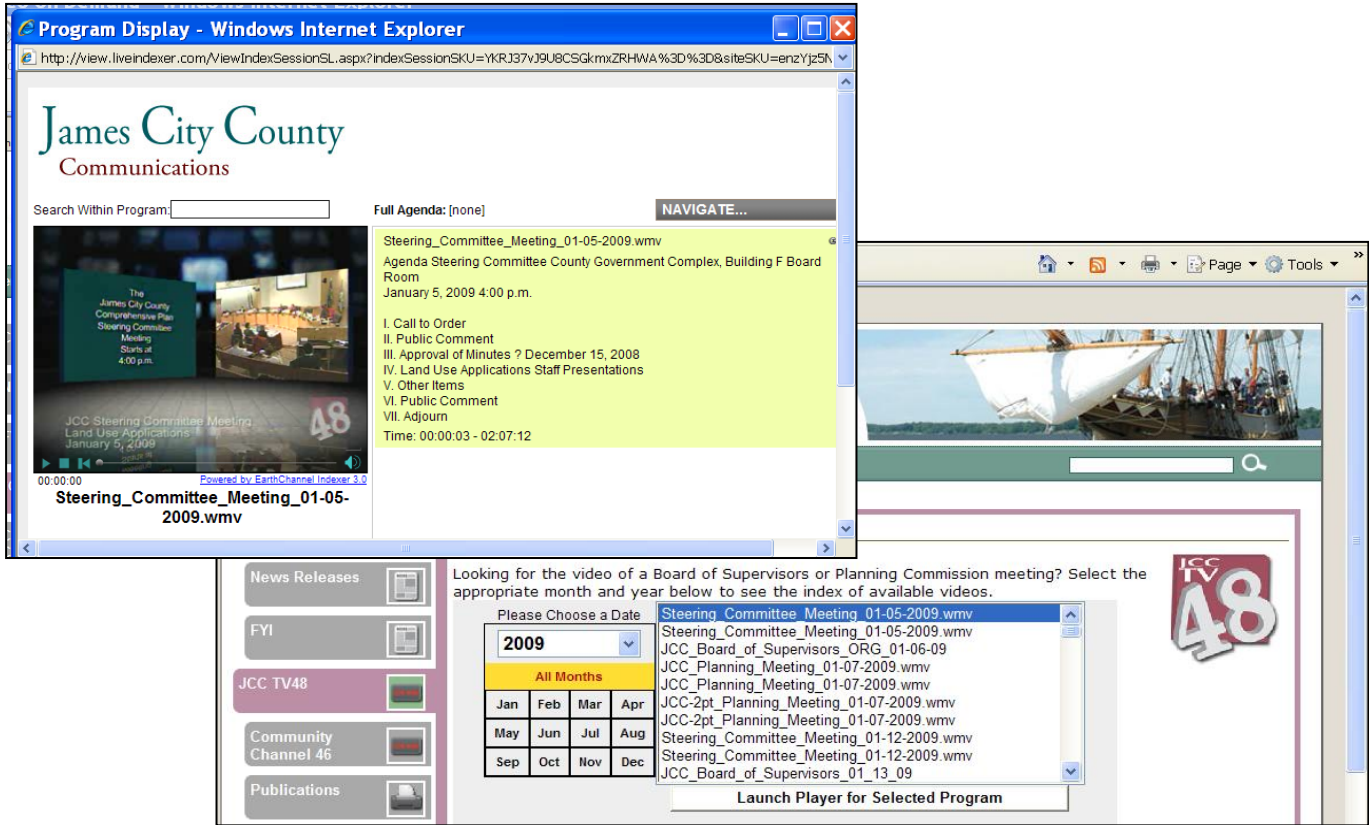 Program Display - Windows Internet Explorer
http://view.liveindexer.com/ViewIndexSessionSL.aspx?indexSessionSKU=YKRJ37vJ9U8CSGkmxZRHWA%3D%3D&siteSKU=enzYjz5N
James City County
Communications
Search Within Program:
Full Agenda: [none]
NAVIGATE...
The
James City County
Comprehensive Plan
Steering Committee
Meeting
Starts at
4:00 p.m.
JCC Steering Committee Meeting
Land Use Applications
January 5, 2009
48
00:00:00
Powered by EarthChannel Indexer 3.0
Steering_Committee_Meeting_01-05-
2009.wmv
Steering_Committee_Meeting_01-05-2009.wmv
Agenda Steering Committee County Government Complex, Building F Board
Room
January 5, 2009 4:00 p.m.
I. Call to Order
II. Public Comment
III. Approval of Minutes ? December 15, 2008
IV. Land Use Applications Staff Presentations
V. Other Items
VI. Public Comment
VII. Adjourn
Time: 00:00:03 - 02:07:12
Page
Tools
News Releases
FYI
JCC TV48
Community
Channel 46
Publications
Looking for the video of a Board of Supervisors or Planning Commission meeting? Select the
appropriate month and year below to see the index of available videos.
Please Choose a Date
2009
All Months
Jan Feb Mar Apr
May Jun Jul Aug
Sep Oct Nov Dec
Steering_Committee_Meeting_01-05-2009.wmv
Steering_Committee_Meeting_01-05-2009.wmv
JCC_Board_of_Supervisors_ORG_01-06-09
JCC_Planning_Meeting_01-07-2009.wmv
JCC_Planning_Meeting_01-07-2009.wmv
JCC-2pt_Planning_Meeting_01-07-2009.wmv
JCC-2pt_Planning_Meeting_01-07-2009.wmv
Steering_Committee_Meeting_01-12-2009.wmv
Steering_Committee_Meeting_01-12-2009.wmv
JCC_Board_of_Supervisors_01_13_09
Launch Player for Selected Program
JCC
TV
48